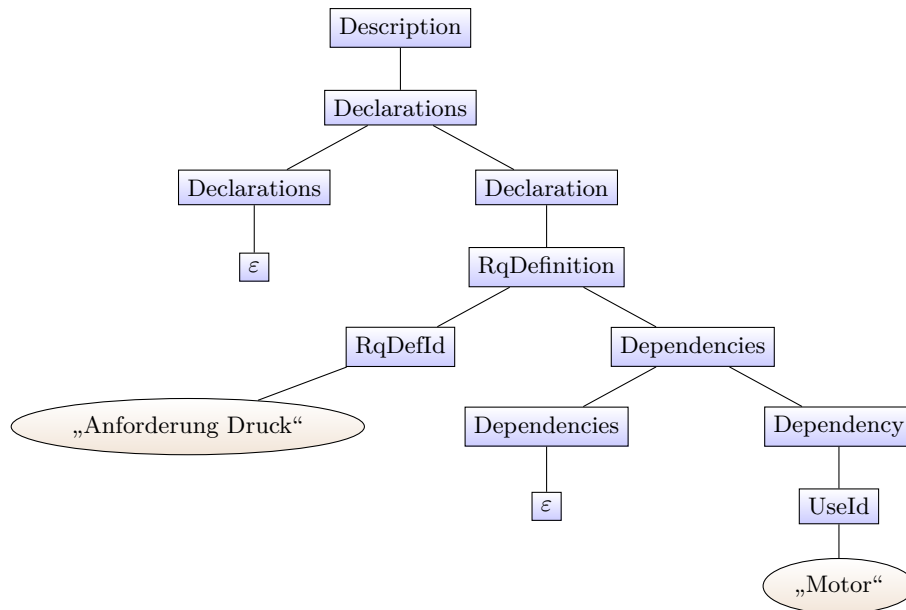 Description
Declarations
Declarations
Declaration
ε
RqDefinition
RqDefId
Dependencies
„Anforderung Druck“
Dependencies
Dependency
ε
UseId
„Motor“